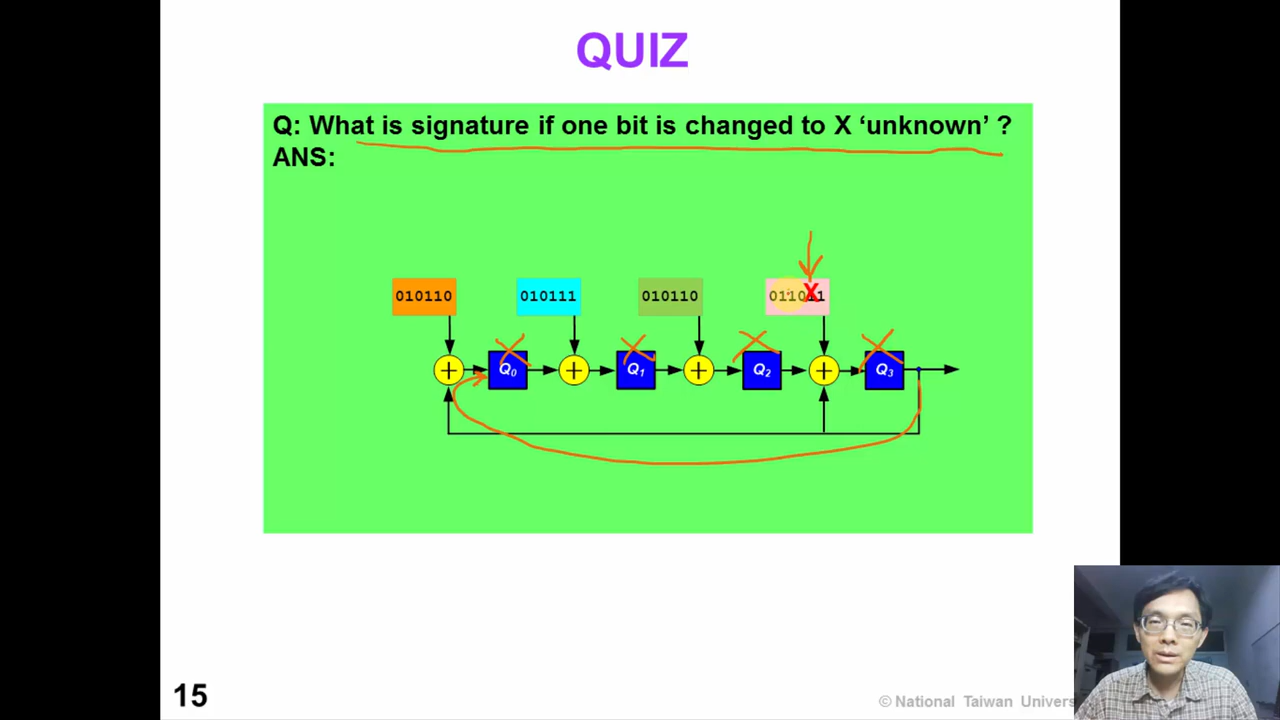 QUIZ
Q: What is signature if one bit is changed to X ‘unknown’ ?
ANS:
010110 010111 010110 011011
X
+ Q0 + Q1 + Q2 + Q3
15
© National Taiwan Univers